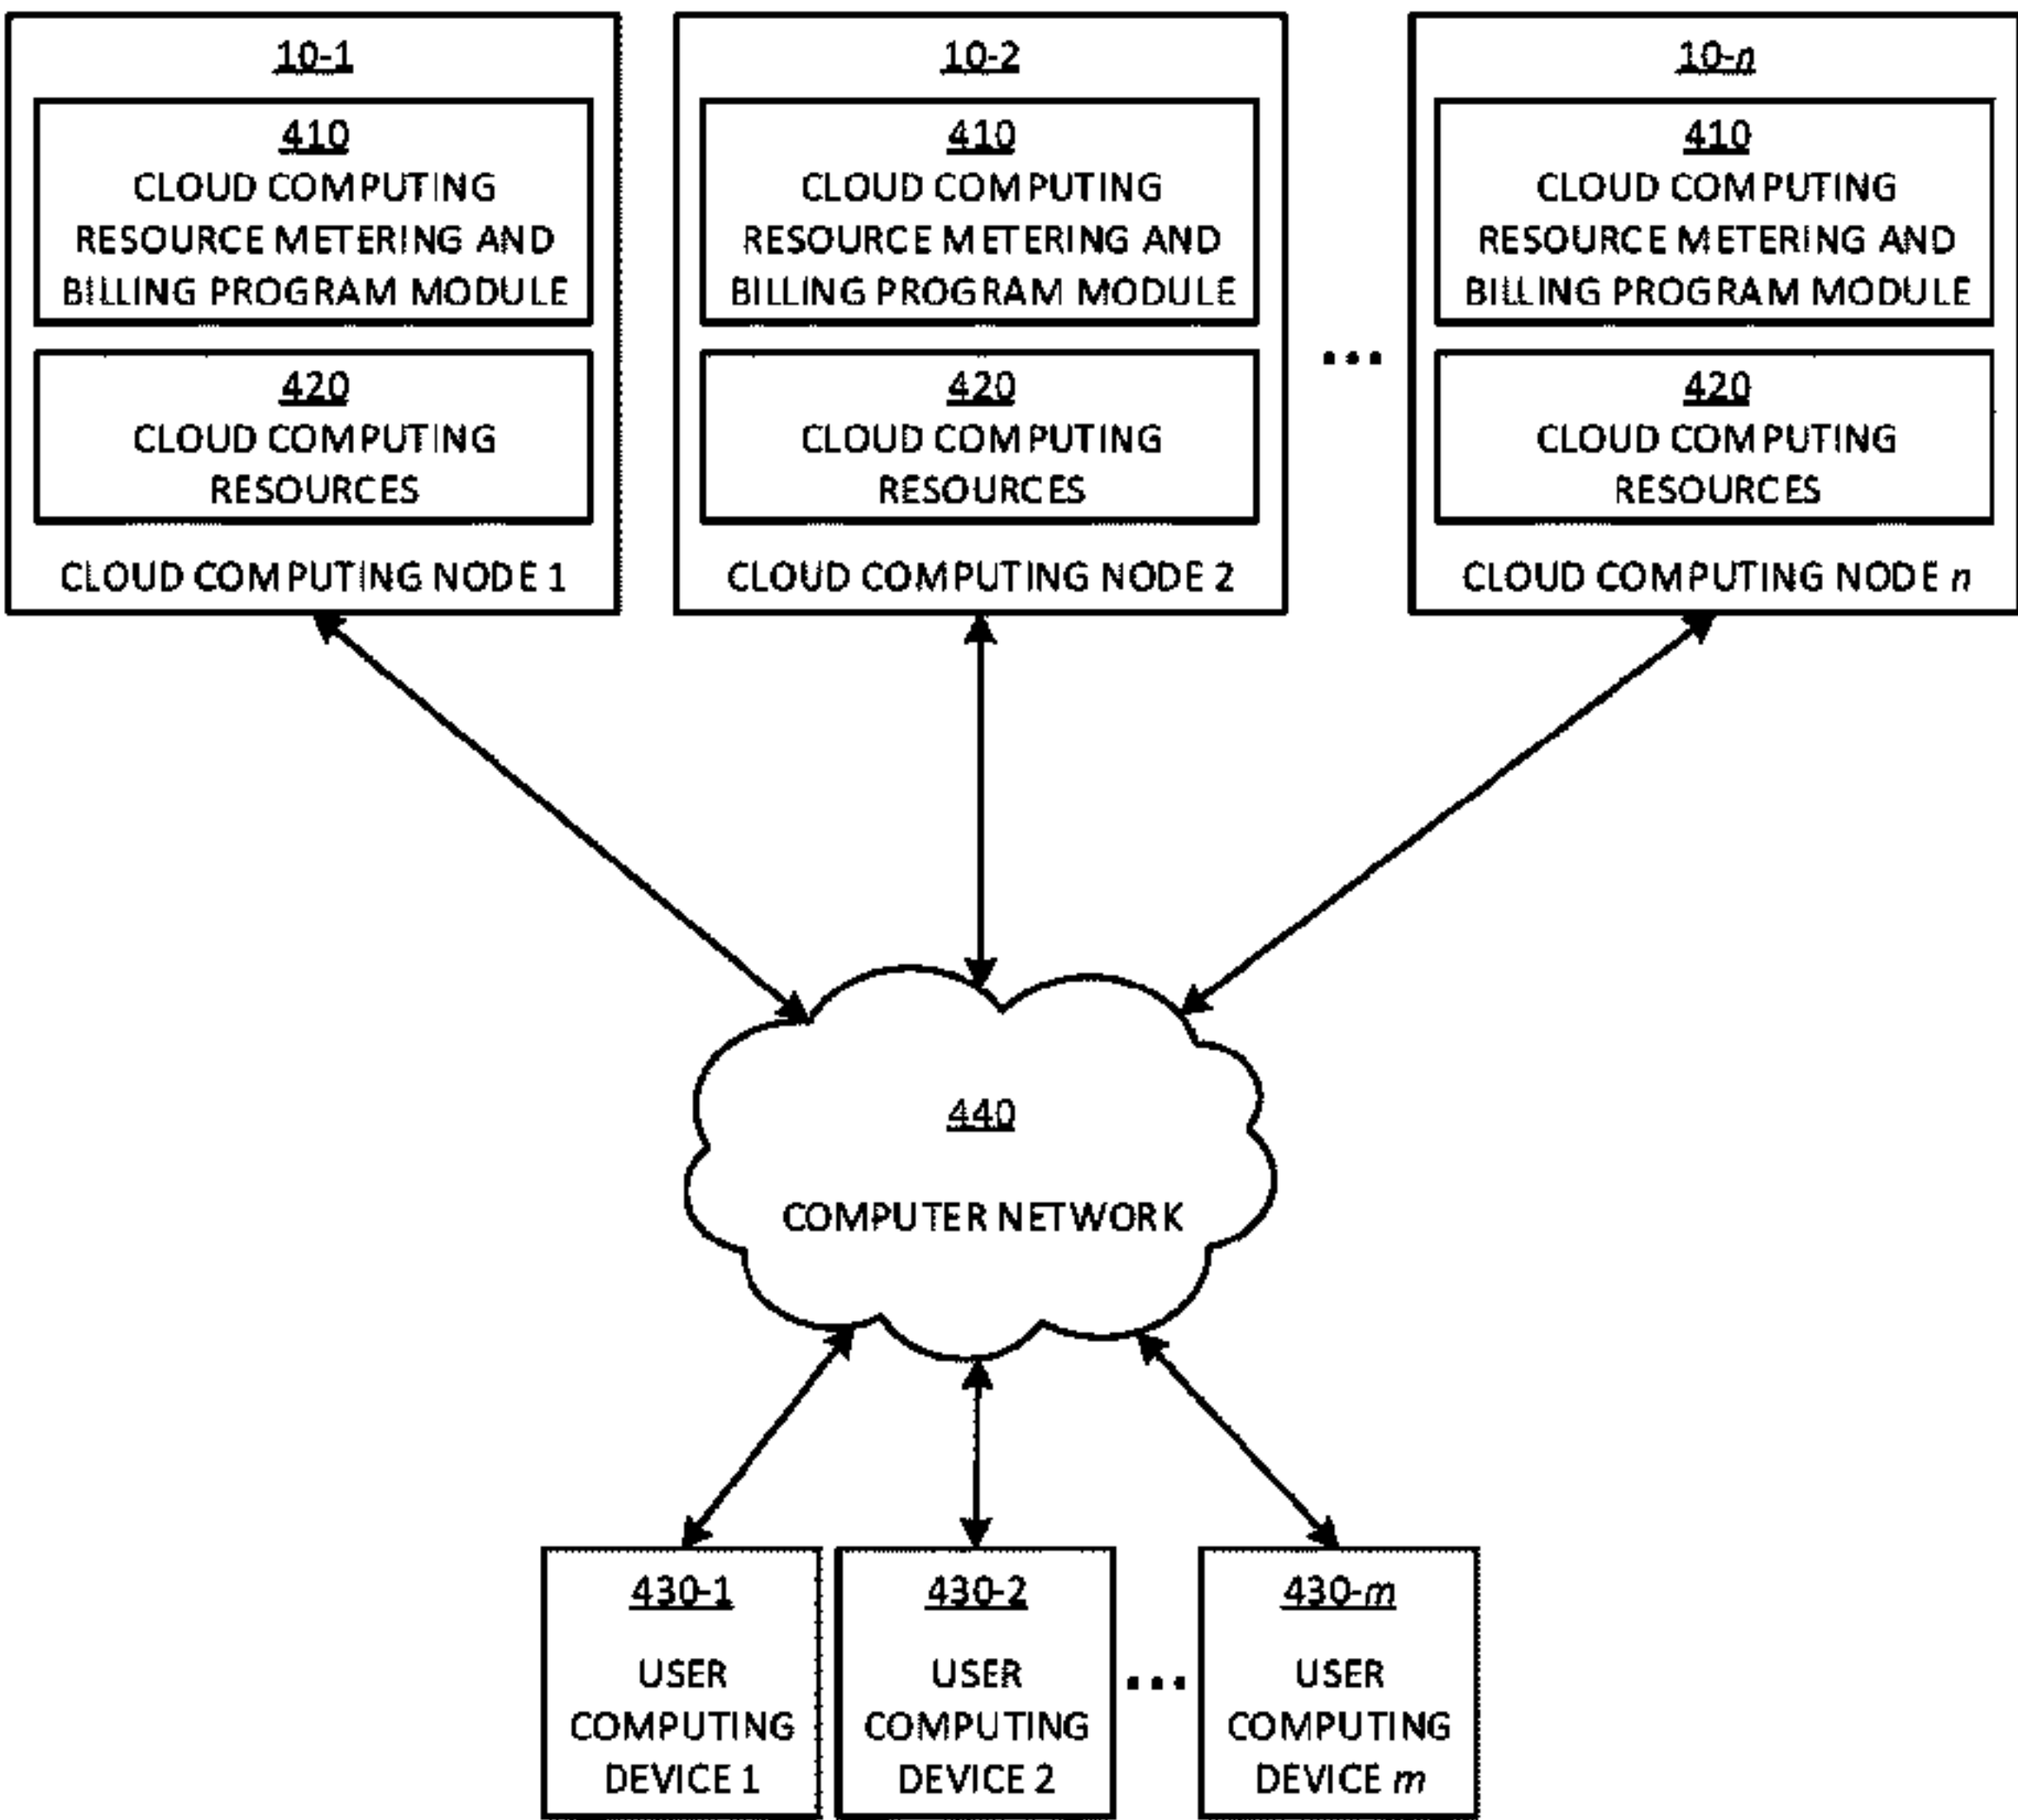 10-1
410
CLOUD COMPUTING
RESOURCE METERING AND
BILLING PROGRAM MODULE
420
CLOUD COMPUTING
RESOURCES
CLOUD COMPUTING NODE 1
10-2
410
CLOUD COMPUTING
RESOURCE METERING AND
BILLING PROGRAM MODULE
420
CLOUD COMPUTING
RESOURCES
CLOUD COMPUTING NODE 2
...
10-n
410
CLOUD COMPUTING
RESOURCE METERING AND
BILLING PROGRAM MODULE
420
CLOUD COMPUTING
RESOURCES
CLOUD COMPUTING NODE n
440
COMPUTER NETWORK
430-1
USER
COMPUTING
DEVICE 1
430-2
USER
COMPUTING
DEVICE 2
...
430-m
USER
COMPUTING
DEVICE m